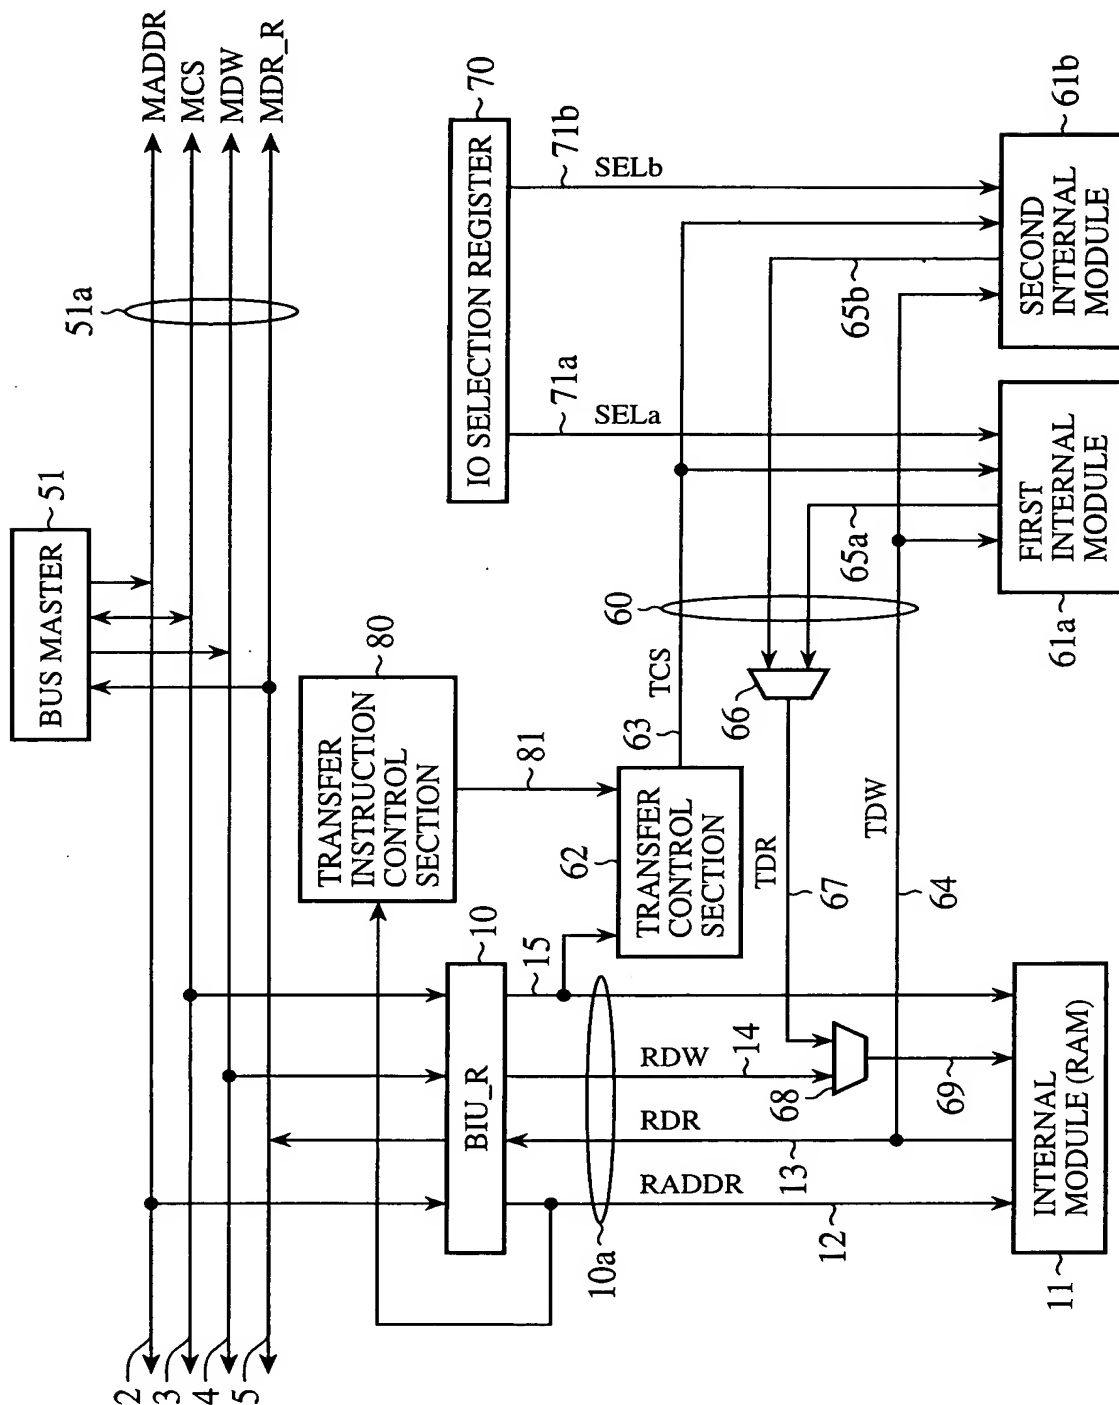 51
BUS MASTER
51a
MADDR
MCS
MDW
MDR_R
2
3
4
5
80
TRANSFER
INSTRUCTION
CONTROL
SECTION
81
70
IO SELECTION REGISTER
71a
SELa
71b
SELb
10
BIU_R
15
10a
62
TRANSFER
CONTROL
SECTION
63
TCS
60
RDW
14
RDR
13
RADDR
12
TDR
67
66
68
69
TDW
64
65a
65b
11
INTERNAL
MODULE (RAM)
61a
FIRST
INTERNAL
MODULE
61b
SECOND
INTERNAL
MODULE